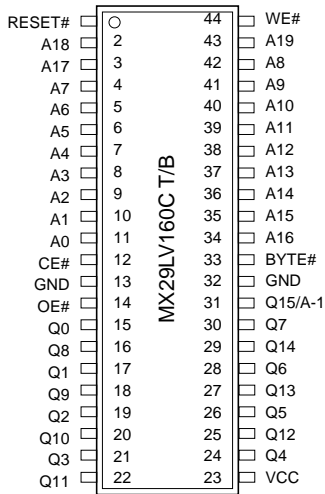 RESET# 44 WE#
A18 2 43 A19
A17 3 42 A8
A7 4 41 A9
A6 5 40 A10
A5 6 39 A11
A4 7 38 A12
A3 8 37 A13
A2 9 36 A14
A1 10 35 A15
A0 11 34 A16
CE# 12 33 BYTE#
GND 13 32 GND
OE# 14 31 Q15/A-1
Q0 15 30 Q7
Q8 16 29 Q14
Q1 17 28 Q6
Q9 18 27 Q13
Q2 19 26 Q5
Q10 20 25 Q12
Q3 21 24 Q4
Q11 22 23 VCC
MX29LV160C T/B